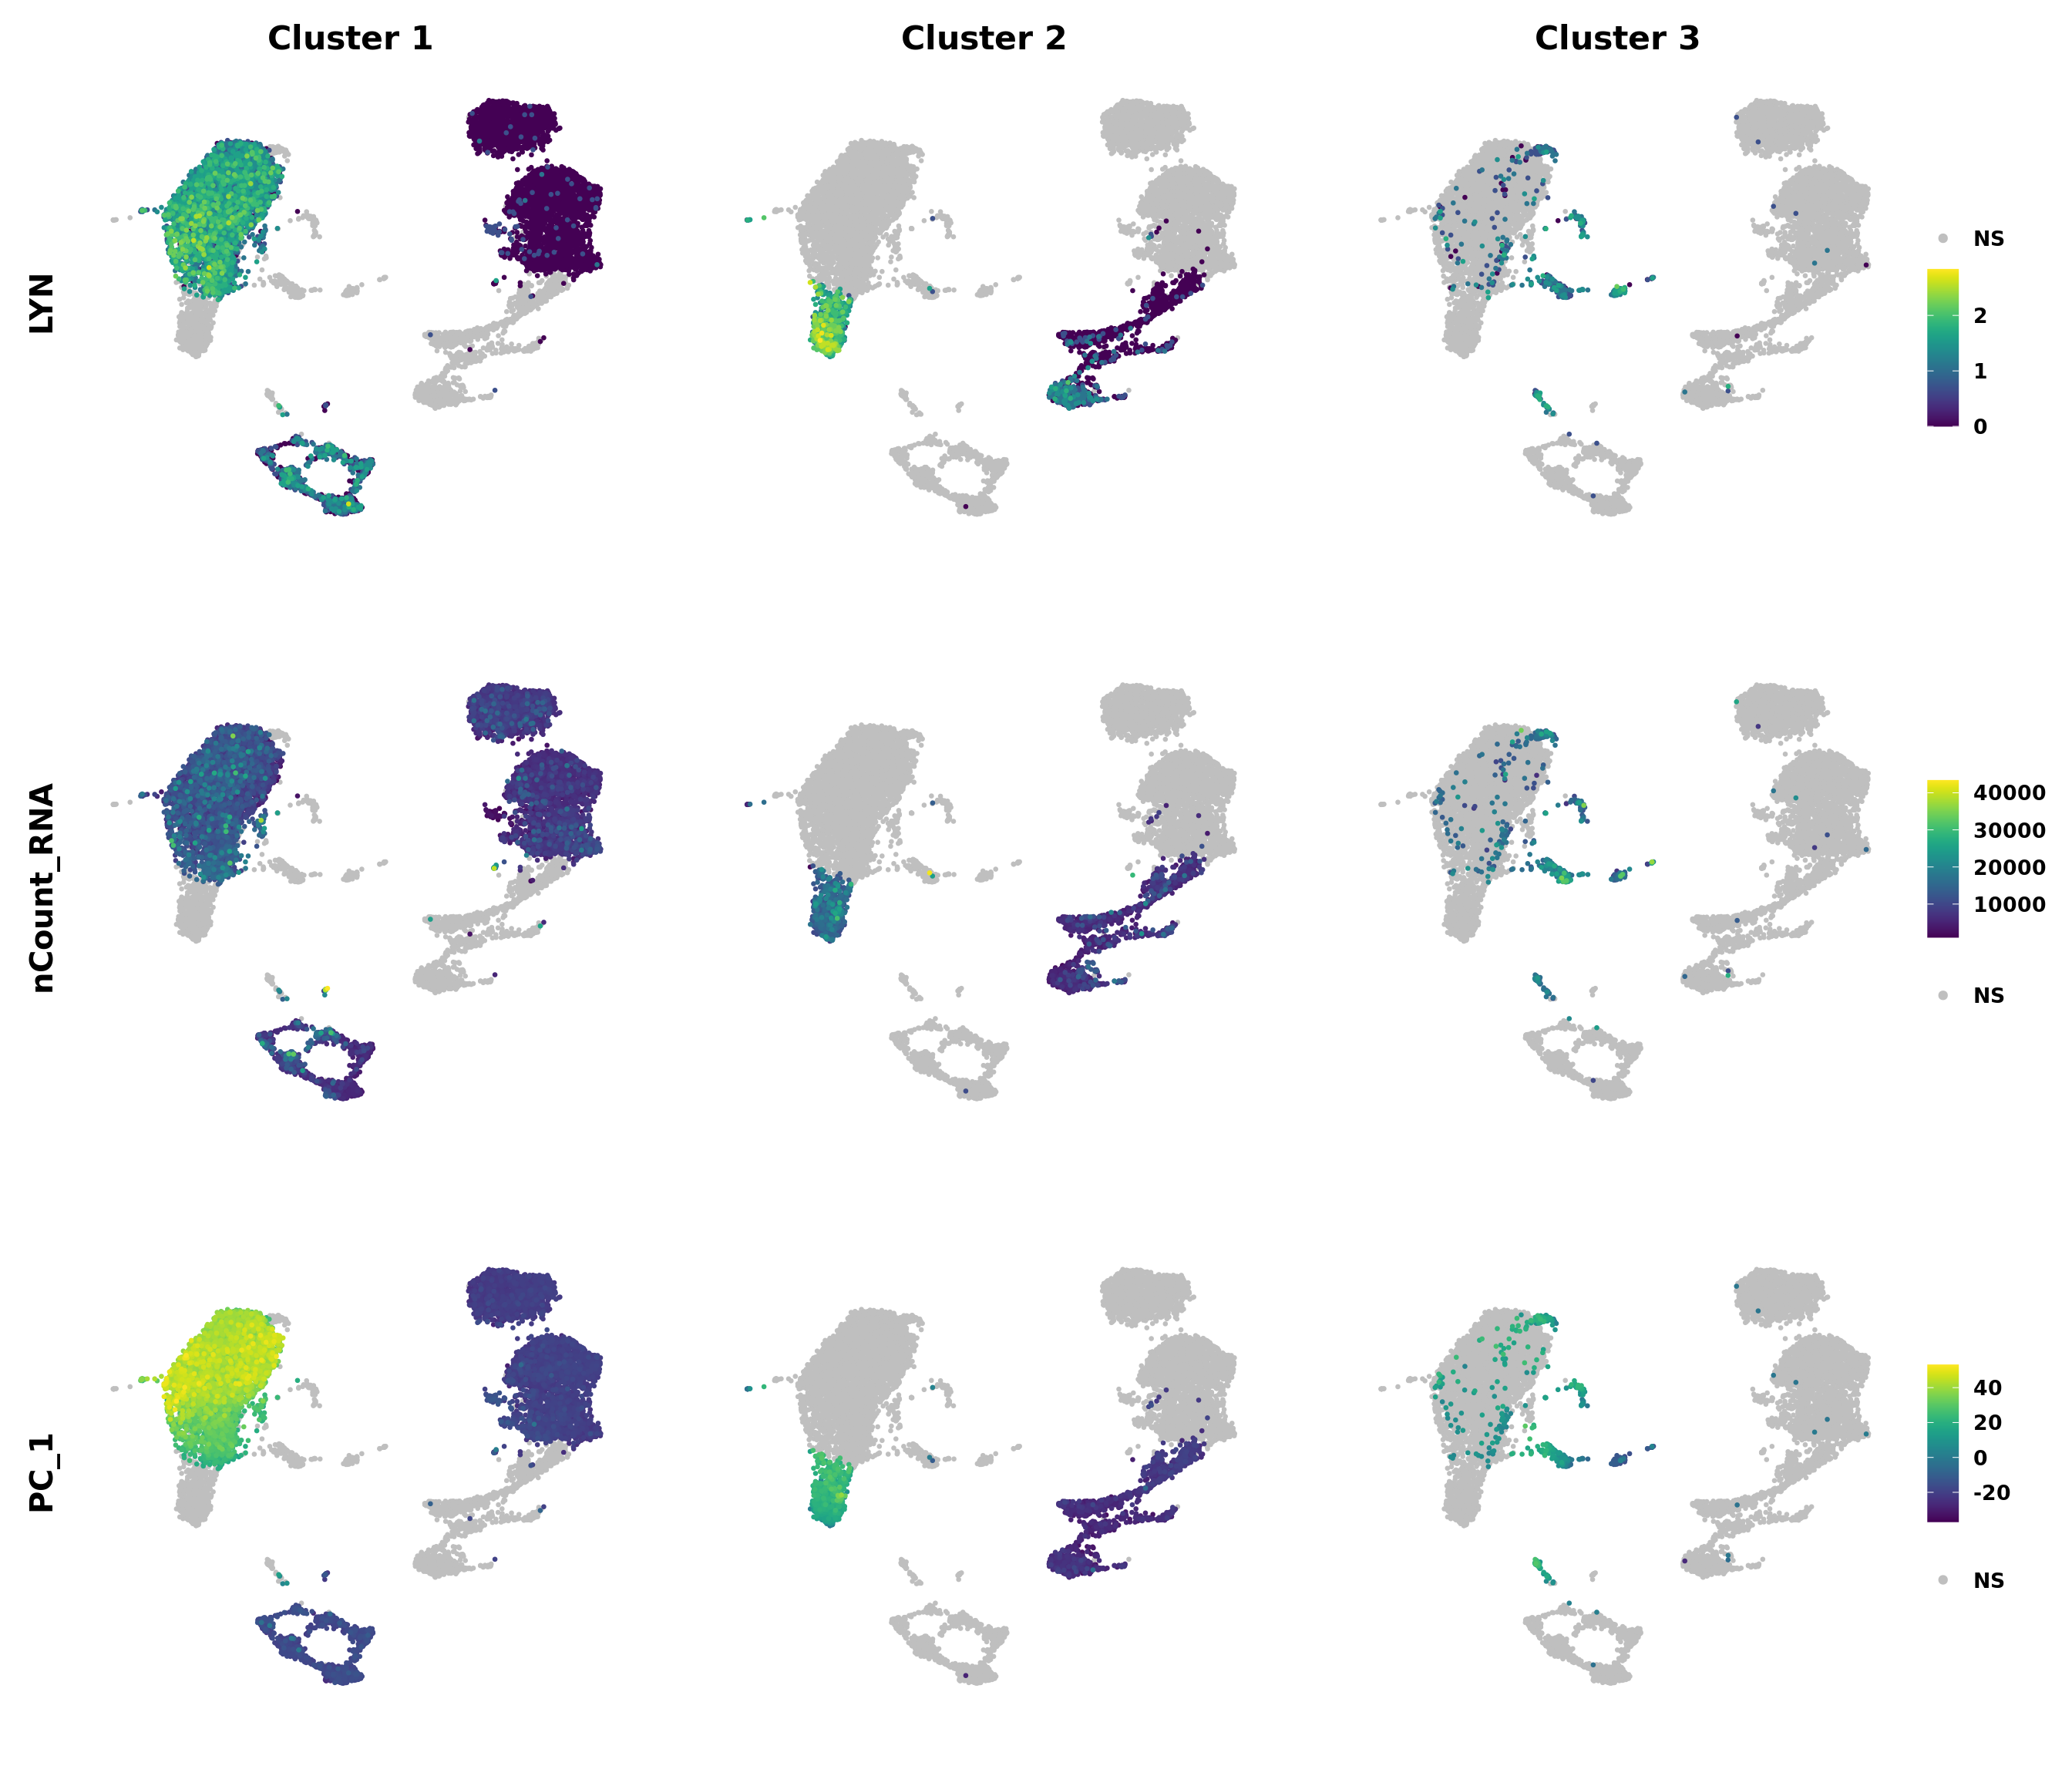 Cluster 1
Cluster 2
Cluster 3
LYN
NS
2
1
0
nCount_RNA
40000
30000
20000
10000
NS
PC_1
40
20
0
-20
NS